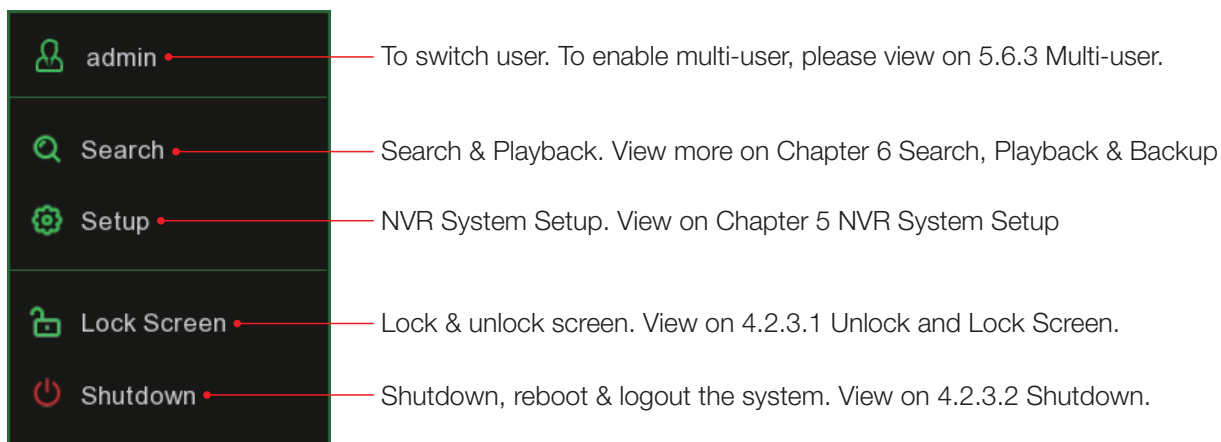 admin To switch user. To enable multi-user, please view on 5.6.3 Multi-user.
Search Search & Playback. View more on Chapter 6 Search, Playback & Backup
Setup NVR System Setup. View on Chapter 5 NVR System Setup
Lock Screen Lock & unlock screen. View on 4.2.3.1 Unlock and Lock Screen.
Shutdown Shutdown, reboot & logout the system. View on 4.2.3.2 Shutdown.